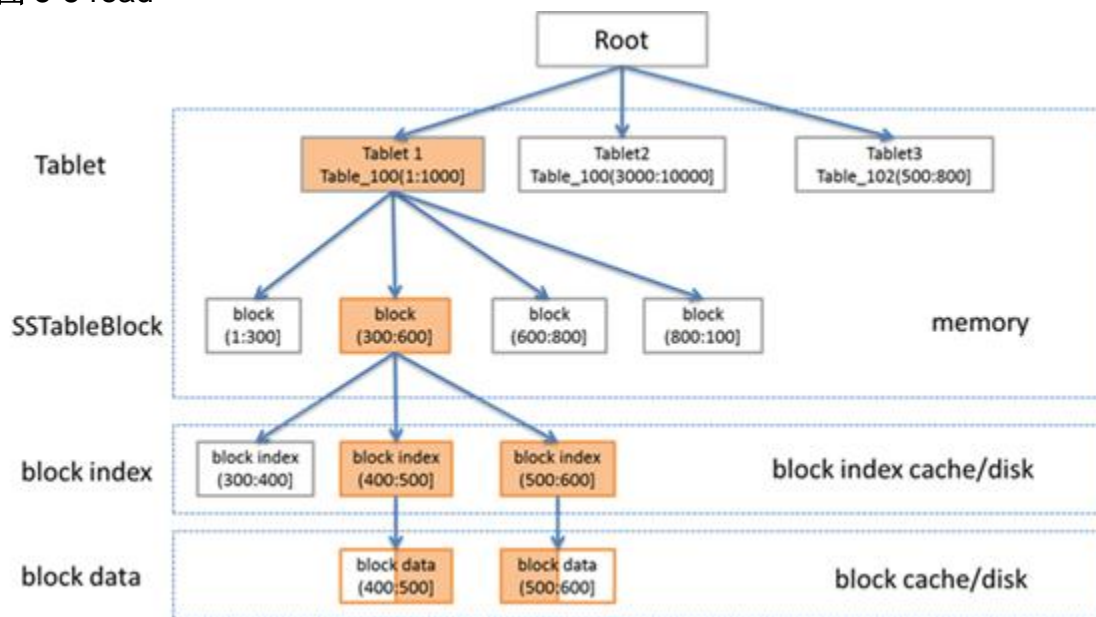 Root
Tablet
Tablet 1
Table_100(1:1000]
Tablet2
Table_100(3000:10000]
Tablet3
Table_102(500:800]
SSTableBlock
block
(1:300]
block
(300:600]
block
(600:800]
block
(800:100]
memory
block index
block index
(300:400]
block index
(400:500]
block index
(500:600]
block index cache/disk
block data
block data
(400:500]
block data
(500:600]
block cache/disk